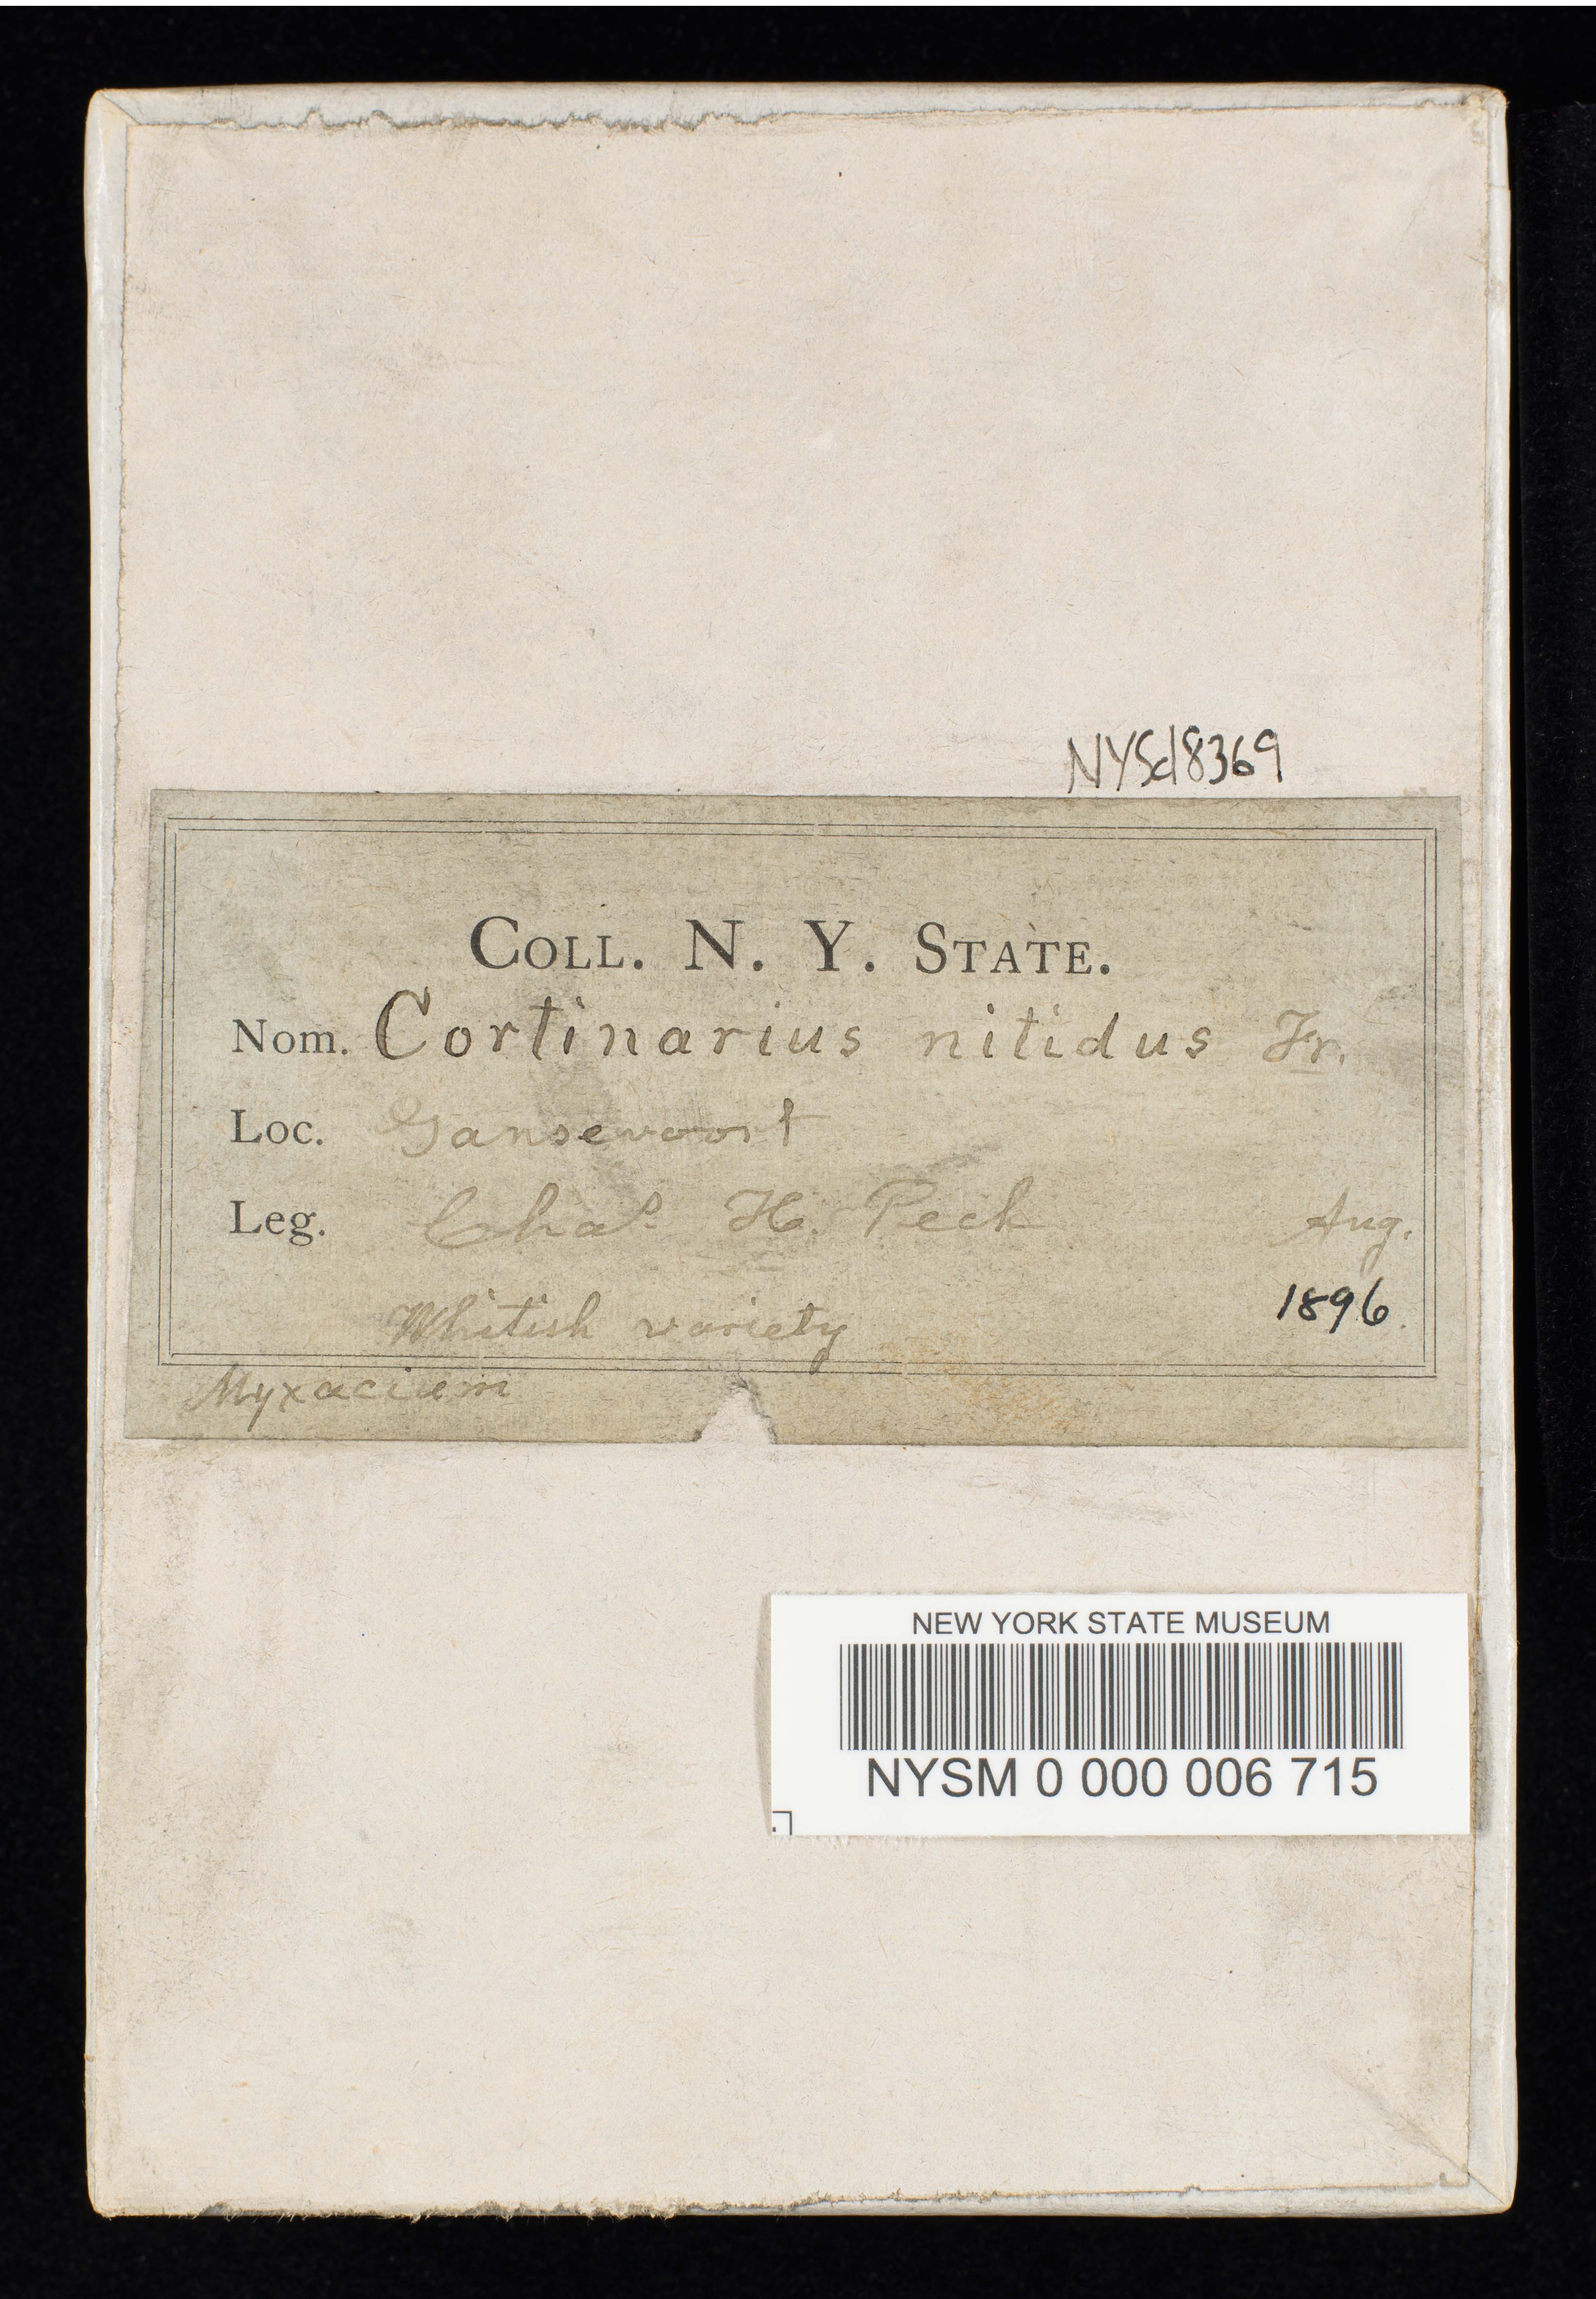 NYSd8369
COLL. N. Y. STATE.
Nom. Cortinarius nitidus Fr.
Loc. Gansevoort
Leg. Chas. H. Peck Aug.
Whitish variety 1896.
Myxacium
NEW YORK STATE MUSEUM
NYSM 0 000 006 715